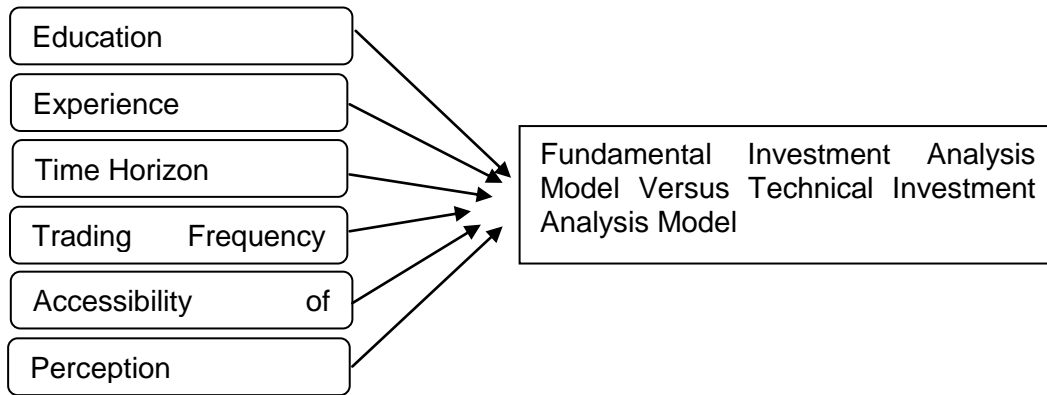 Education
Experience
Time Horizon
Trading Frequency
Accessibility of
Perception
Fundamental Investment Analysis
Model Versus Technical Investment
Analysis Model